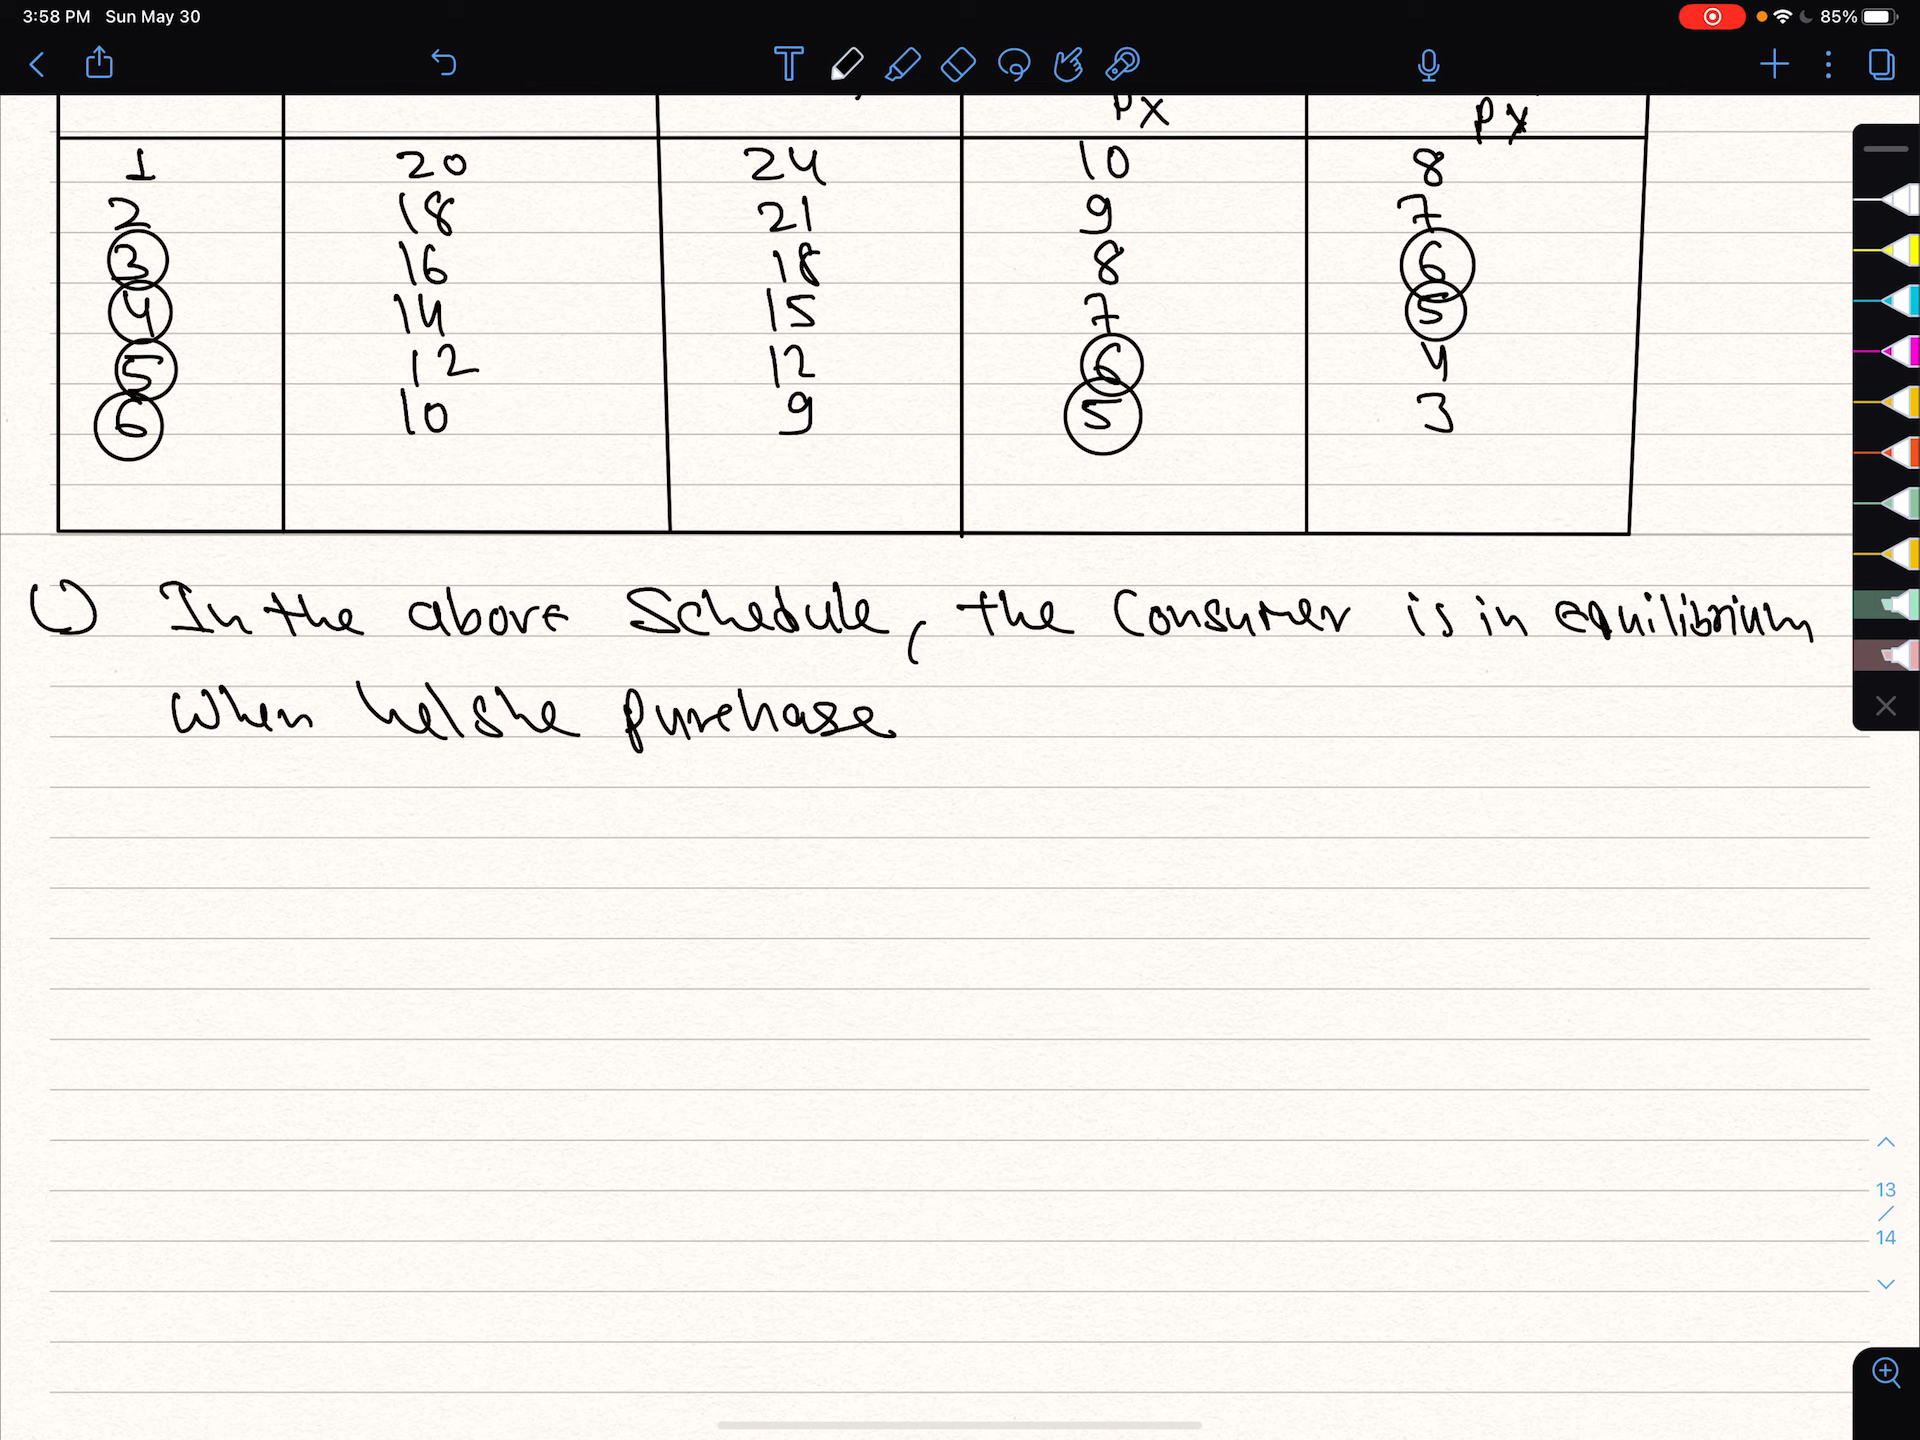 3:58 PM Sun May 30 85%
PX PX
1 20 24 10 8
2 18 21 9 7
3 16 18 8 6
4 14 15 7 5
5 12 12 6 4
6 10 9 5 3
1) In the above Schedule, the Consumer is in equilibrium
when he/she purchase
13
/
14